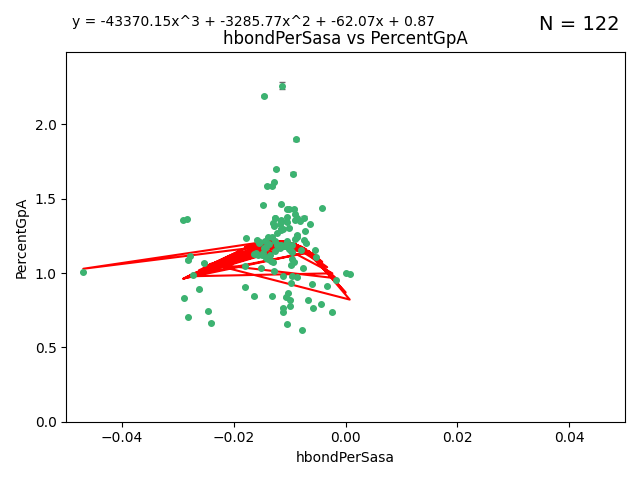 y = -43370.15x^3 + -3285.77x^2 + -62.07x + 0.87
N = 122
hbondPerSasa vs PercentGpA
PercentGpA
2.0
1.5
1.0
0.5
0.0
−0.04 −0.02 0.00 0.02 0.04
hbondPerSasa